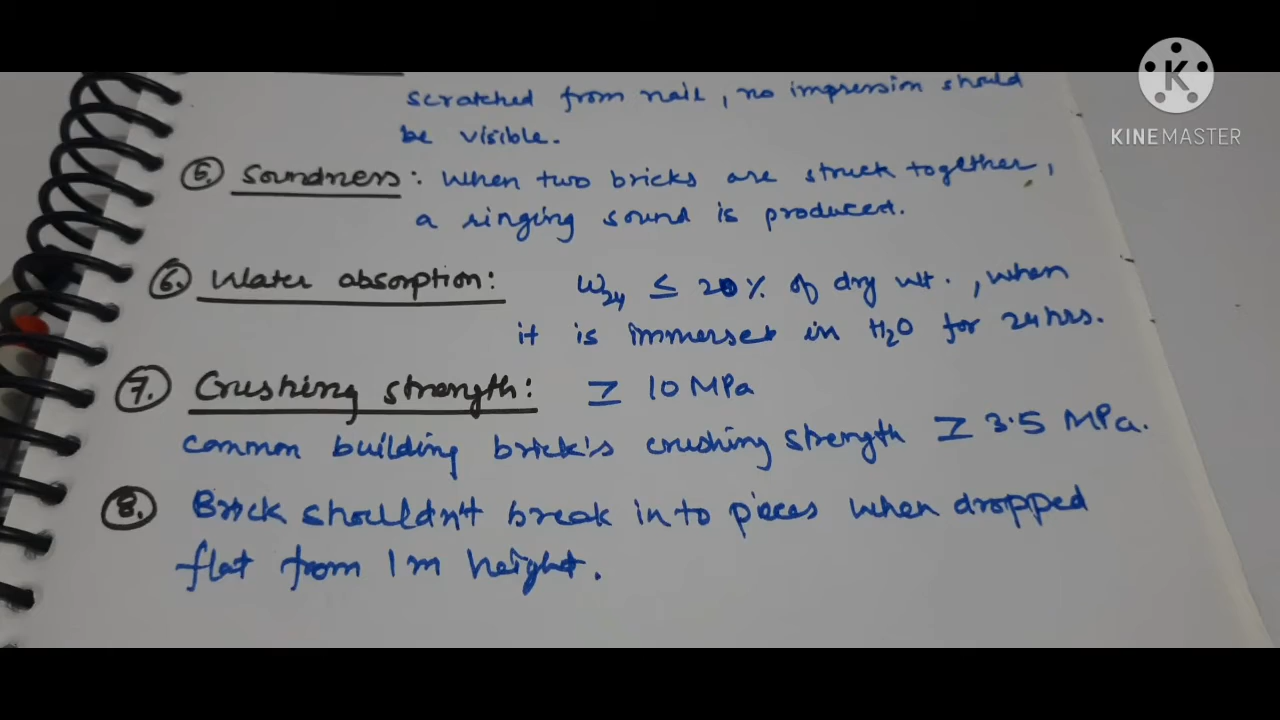 scratched from nail, no impression should
be visible.
5. Soundness: When two bricks are struck together,
a ringing sound is produced.
6. Water absorption: W24 ≤ 20% of dry wt., when
it is immersed in H2O for 24 hrs.
7. Crushing strength: ≥ 10 MPa
common building brick's crushing strength ≥ 3.5 MPa.
8. Brick shouldn't break into pieces when dropped
flat from 1m height.
K
KINEMASTER